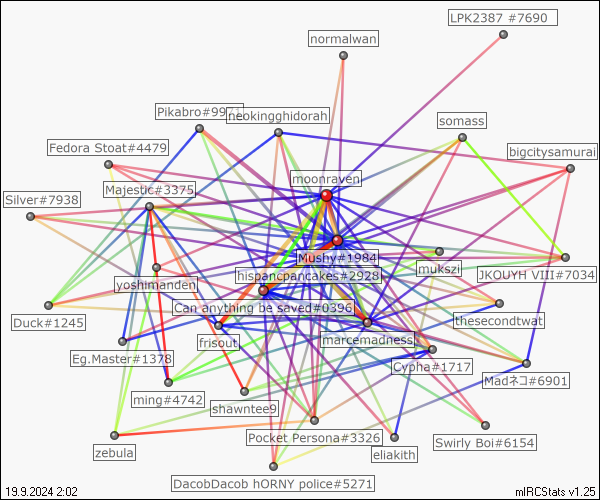 LPK2387 #7690
normalwan
Pikabro#9971
neokingghidorah
somass
Fedora Stoat#4479
bigcitysamurai
moonraven
Majestic#3375
Silver#7938
Mushy#1984
mukszi
JKOUYH VIII#7034
hispancpancakes#2928
yoshimanden
Can anything be saved#0396
Duck#1245
thesecondtwat
frisout
marcemadness
Eg.Master#1378
Cypha#1717
Madネコ#6901
ming#4742
shawntee9
Pocket Persona#3326
Swirly Boi#6154
zebula
eliakith
DacobDacob hORNY police#5271
19.9.2024 2:02
mIRCStats v1.25